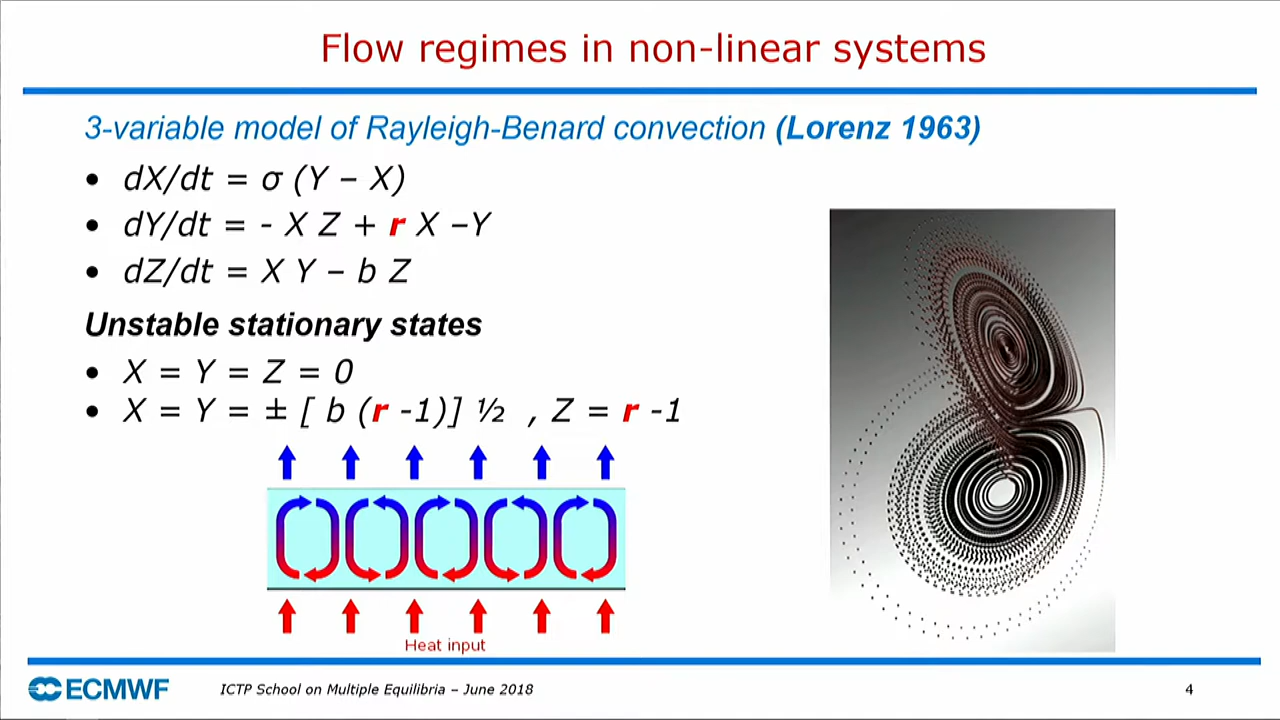 Flow regimes in non-linear systems
3-variable model of Rayleigh-Benard convection (Lorenz 1963)
• dX/dt = σ (Y – X)
• dY/dt = - X Z + r X –Y
• dZ/dt = X Y – b Z
Unstable stationary states
• X = Y = Z = 0
• X = Y = ± [ b (r -1)] ½ , Z = r -1
Heat input
ECMWF
ICTP School on Multiple Equilibria – June 2018
4